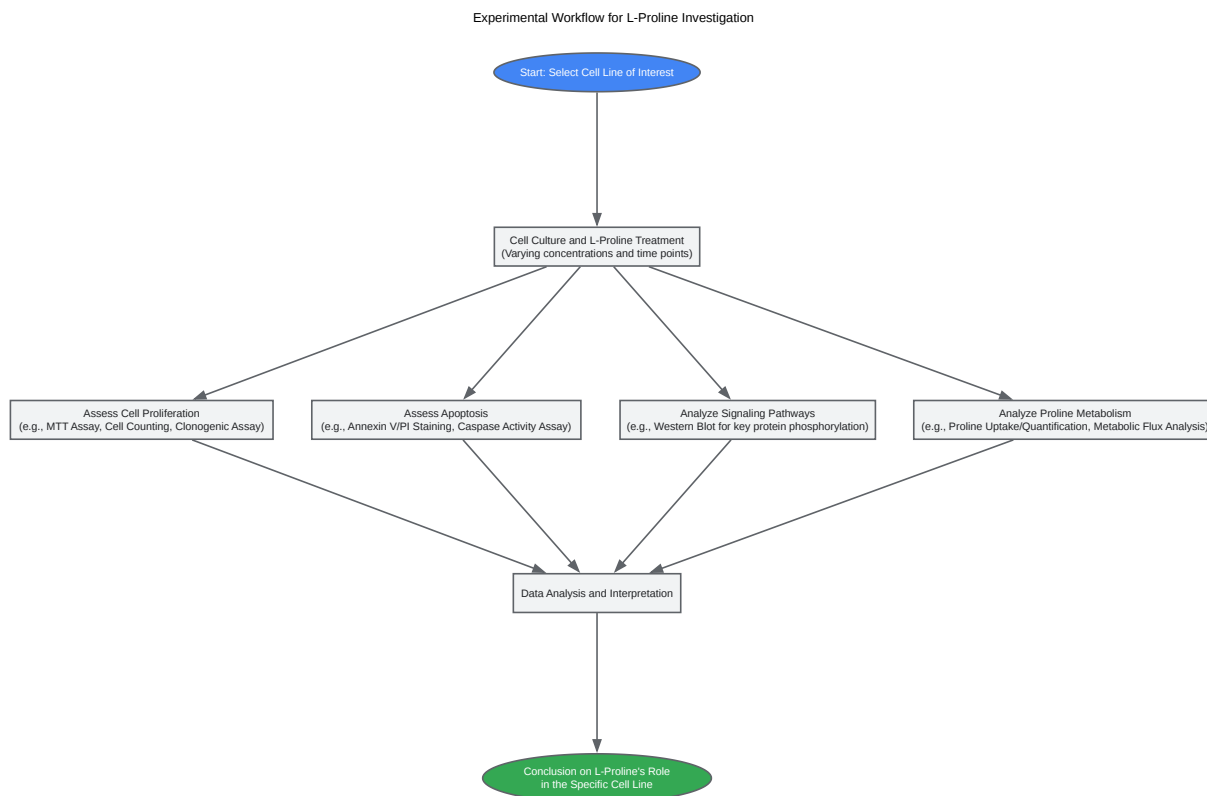 Experimental Workflow for L-Proline Investigation
Start: Select Cell Line of Interest
Cell Culture and L-Proline Treatment
(Varying concentrations and time points)
Assess Cell Proliferation
(e.g., MTT Assay, Cell Counting, Clonogenic Assay)
Assess Apoptosis
(e.g., Annexin V/PI Staining, Caspase Activity Assay)
Analyze Signaling Pathways
(e.g., Western Blot for key protein phosphorylation)
Analyze Proline Metabolism
(e.g., Proline Uptake/Quantification, Metabolic Flux Analysis)
Data Analysis and Interpretation
Conclusion on L-Proline's Role
in the Specific Cell Line